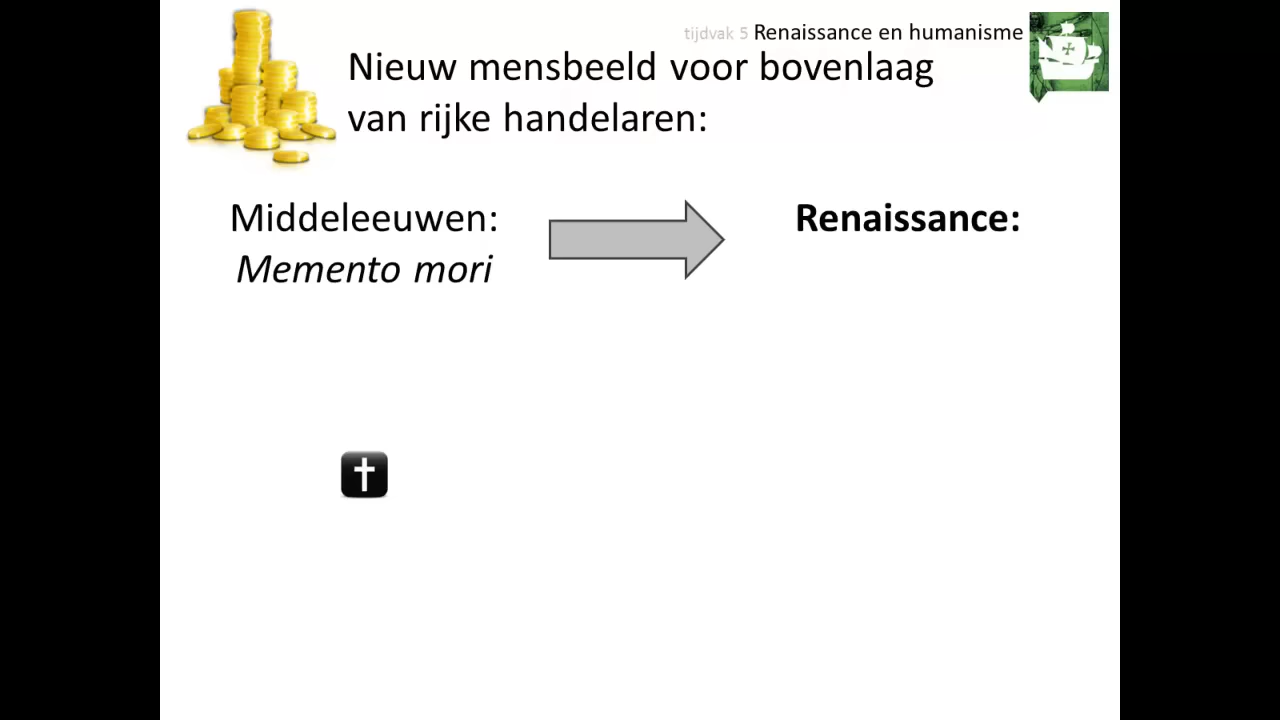 tijdvak 5 Renaissance en humanisme
Nieuw mensbeeld voor bovenlaag
van rijke handelaren:
Middeleeuwen:
Memento mori
Renaissance: